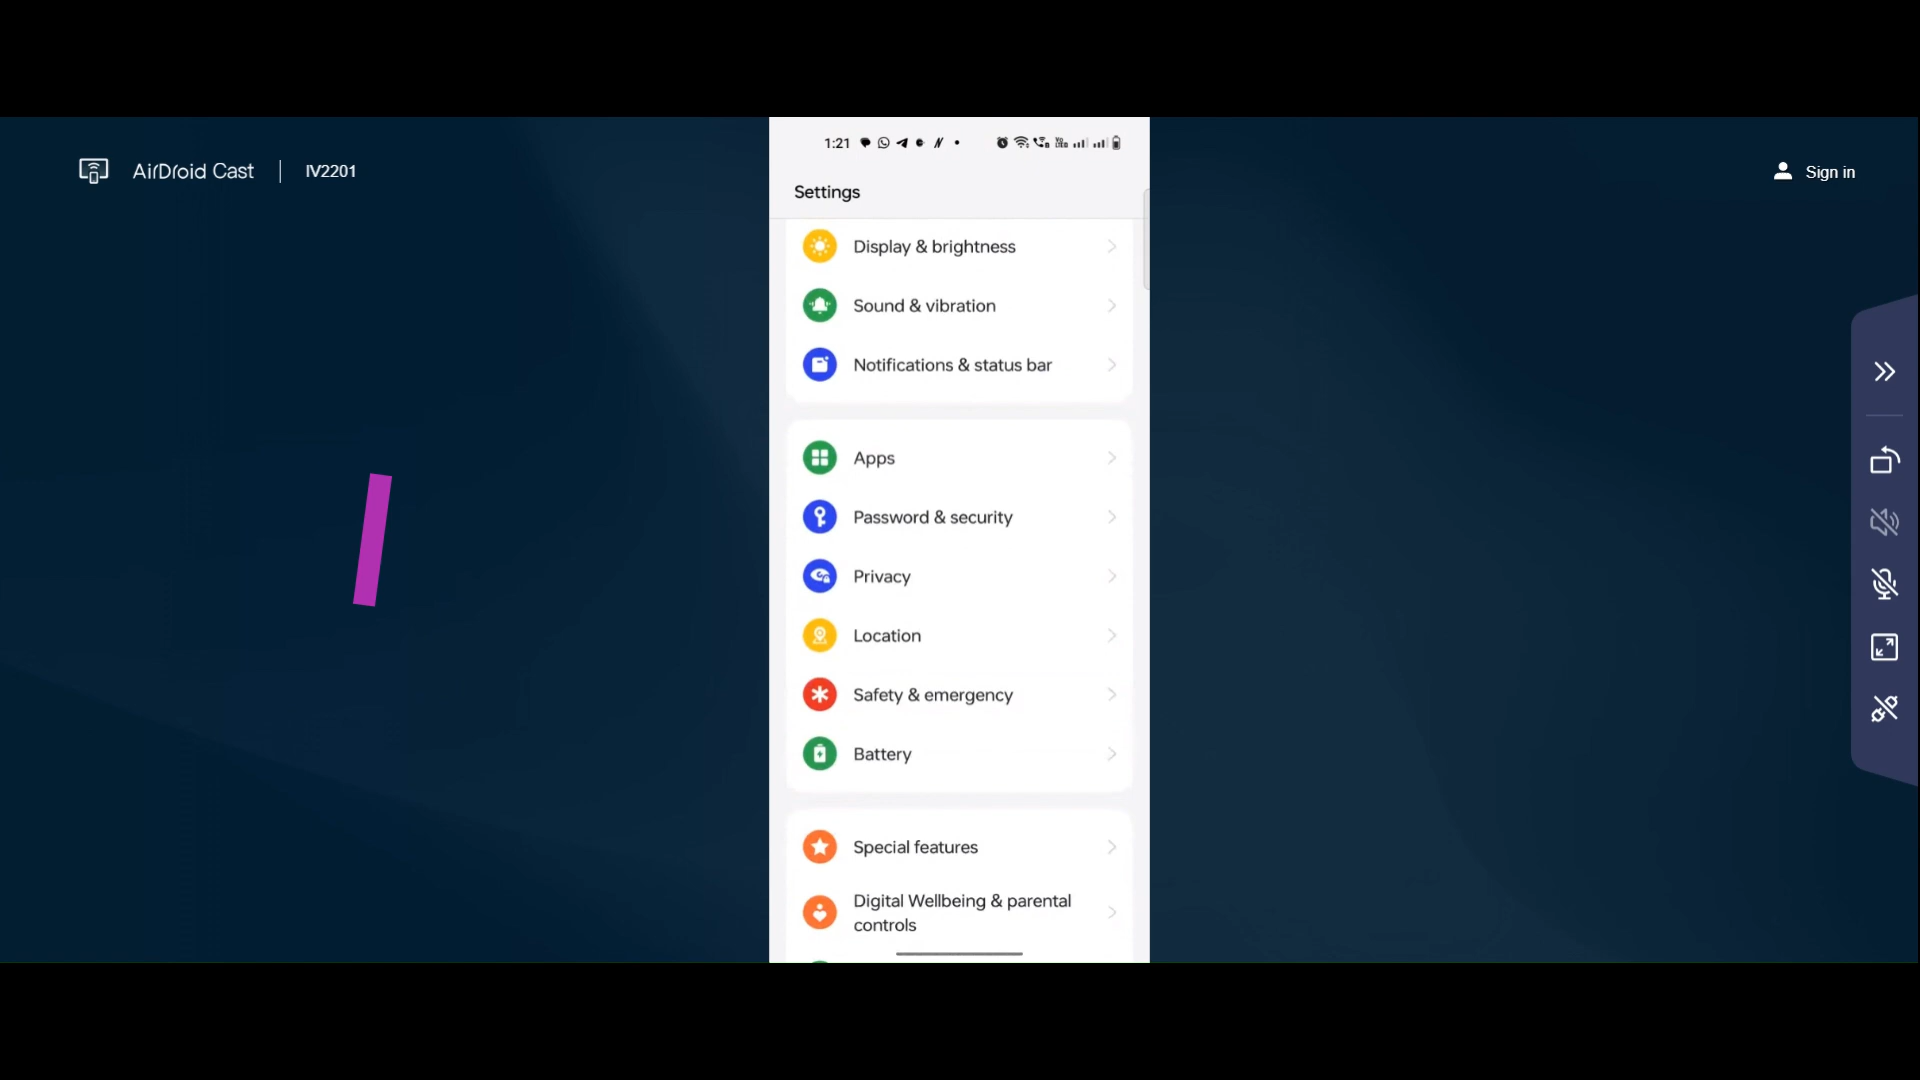 1:21
AirDroid Cast | IV2201
Sign in
Settings
Display & brightness
Sound & vibration
Notifications & status bar
Apps
Password & security
Privacy
Location
Safety & emergency
Battery
Special features
Digital Wellbeing & parental
controls